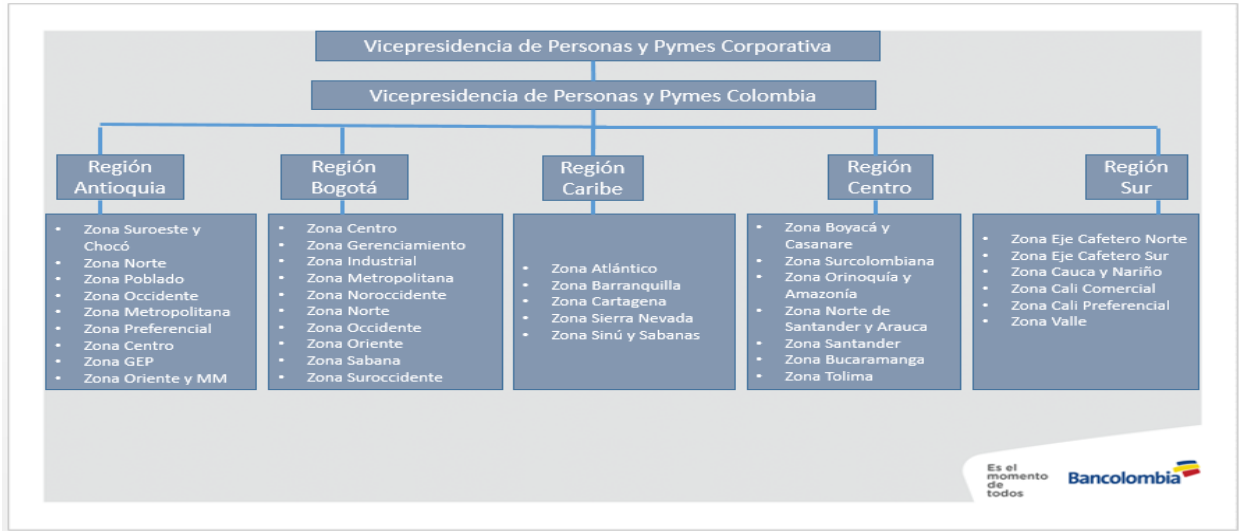 Vicepresidencia de Personas y Pymes Corporativa
Vicepresidencia de Personas y Pymes Colombia
Región
Antioquia
Región
Bogotá
Región
Caribe
Región
Centro
Región
Sur
• Zona Suroeste y
Chocó
• Zona Norte
• Zona Poblado
• Zona Occidente
• Zona Metropolitana
• Zona Preferencial
• Zona Centro
• Zona GEP
• Zona Oriente y MM
• Zona Centro
• Zona Gerenciamiento
• Zona Industrial
• Zona Metropolitana
• Zona Noroccidente
• Zona Norte
• Zona Occidente
• Zona Oriente
• Zona Sabana
• Zona Suroccidente
• Zona Atlántico
• Zona Barranquilla
• Zona Cartagena
• Zona Sierra Nevada
• Zona Sinú y Sabanas
• Zona Boyacá y
Casanare
• Zona Surcolombiana
• Zona Orinoquía y
Amazonía
• Zona Norte de
Santander y Arauca
• Zona Santander
• Zona Bucaramanga
• Zona Tolima
• Zona Eje Cafetero Norte
• Zona Eje Cafetero Sur
• Zona Cauca y Nariño
• Zona Cali Comercial
• Zona Cali Preferencial
• Zona Valle
Es el
momento
de
todos
Bancolombia